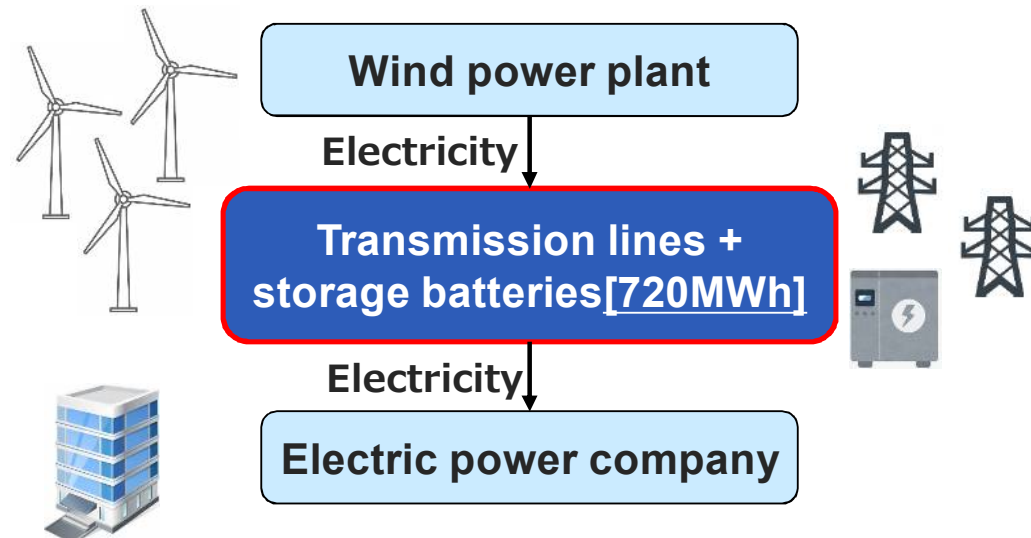 Wind power plant
Electricity
Transmission lines +
storage batteries[720MWh]
Electricity
Electric power company